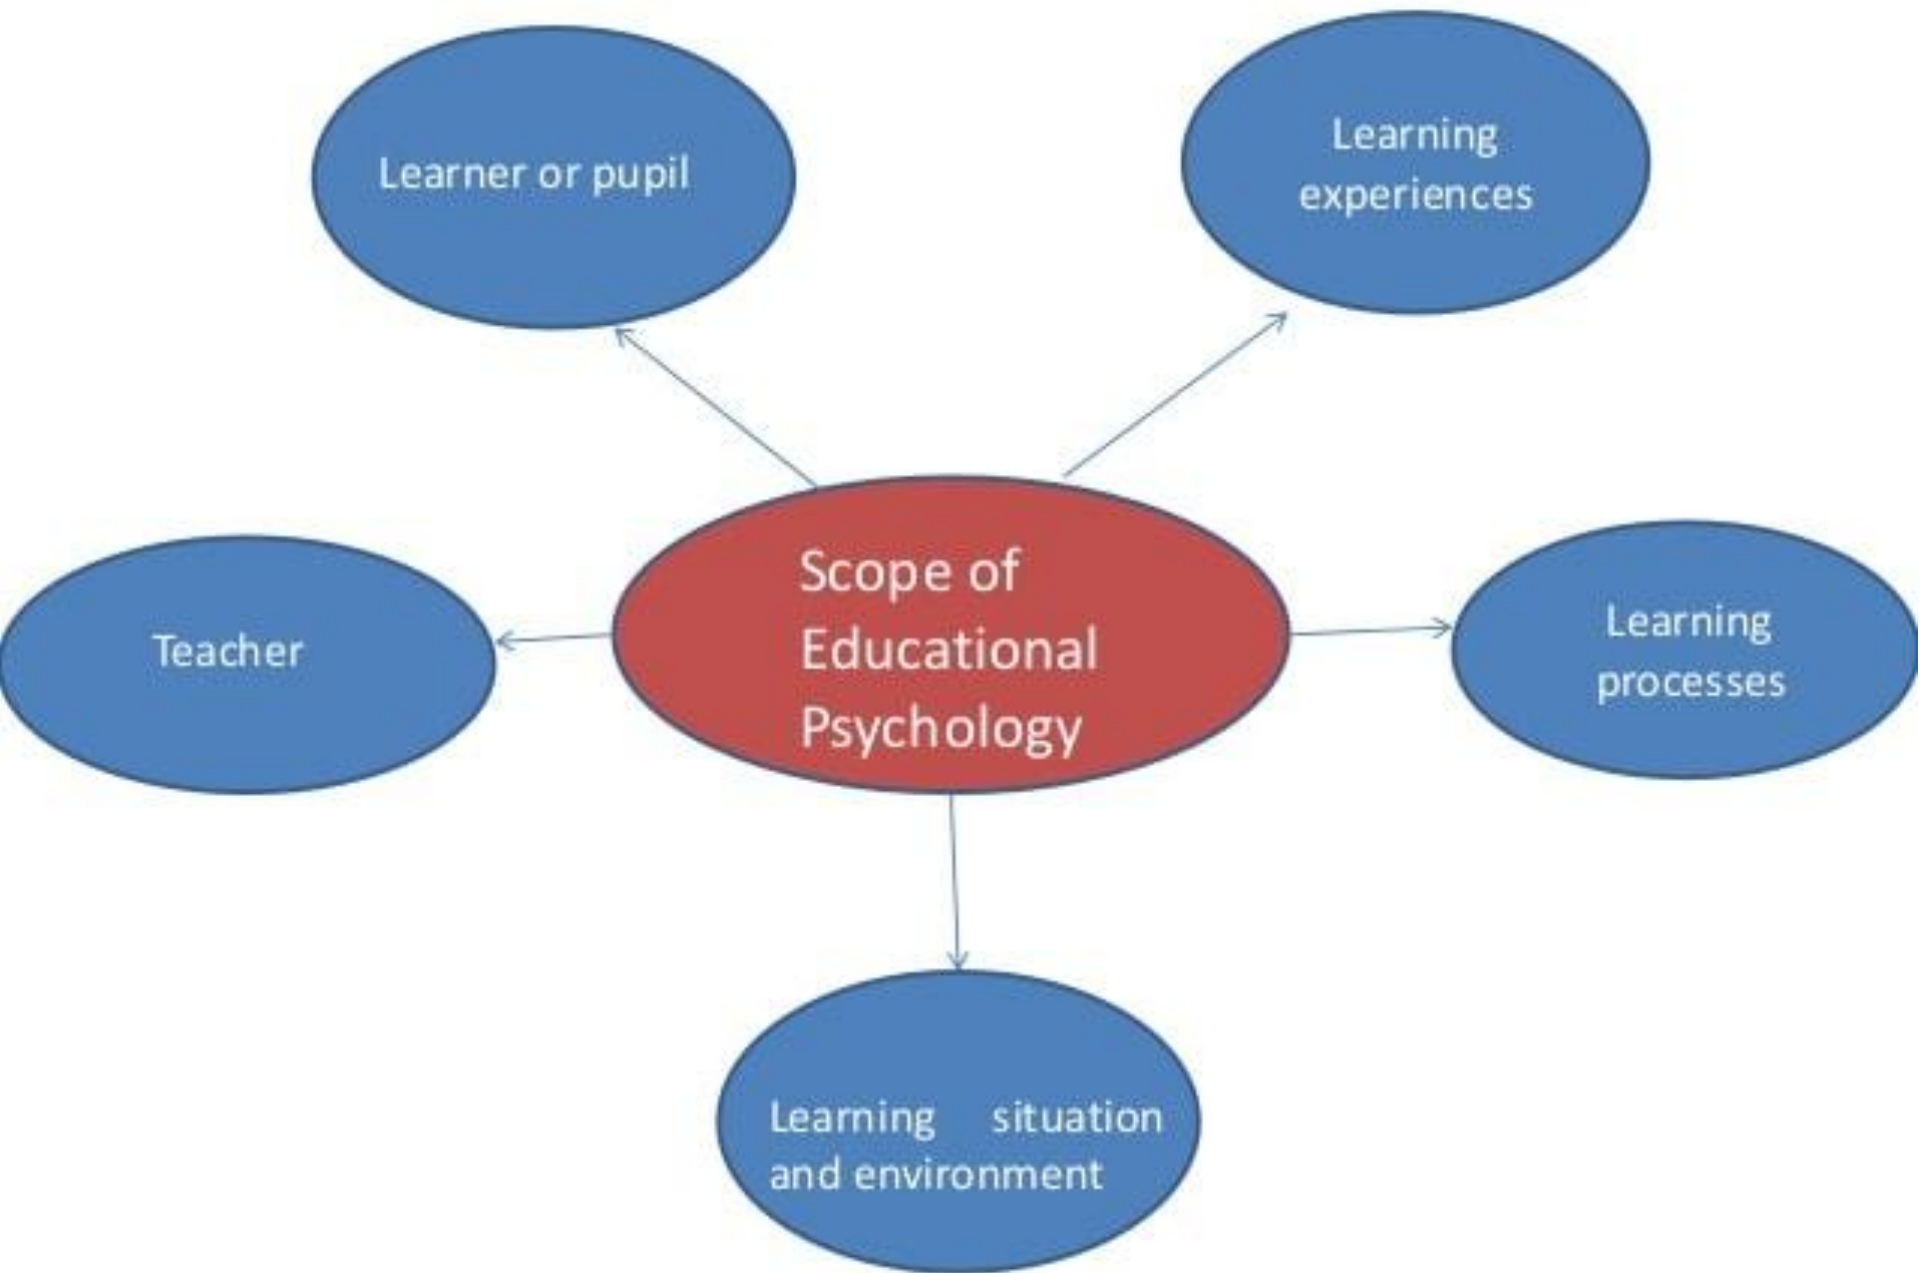 Learner or pupil
Learning
experiences
Scope of
Educational
Psychology
Teacher
Learning
processes
Learning situation
and environment